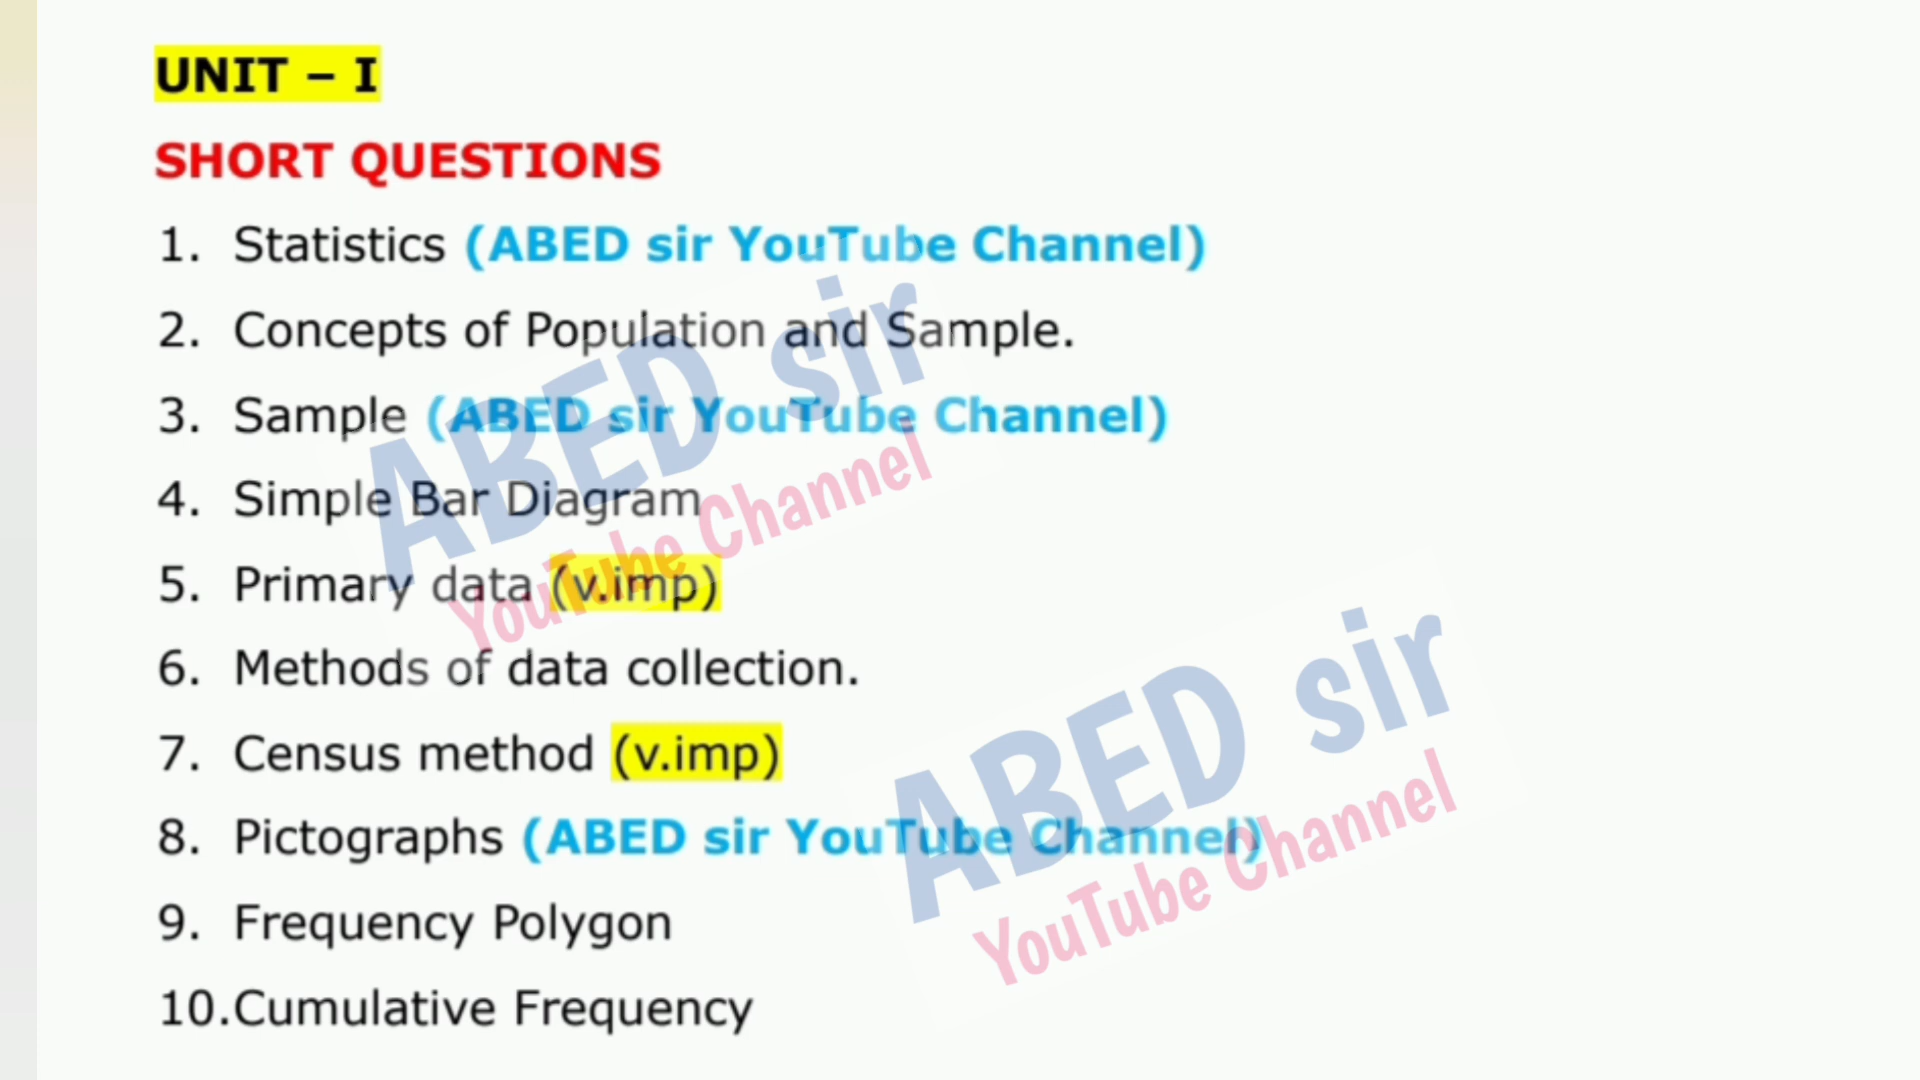 UNIT – I
SHORT QUESTIONS
1. Statistics (ABED sir YouTube Channel)
2. Concepts of Population and Sample.
3. Sample (ABED sir YouTube Channel)
4. Simple Bar Diagram
5. Primary data (v.imp)
6. Methods of data collection.
7. Census method (v.imp)
8. Pictographs (ABED sir YouTube Channel)
9. Frequency Polygon
10.Cumulative Frequency
ABED sir
YouTube Channel
ABED sir
YouTube Channel